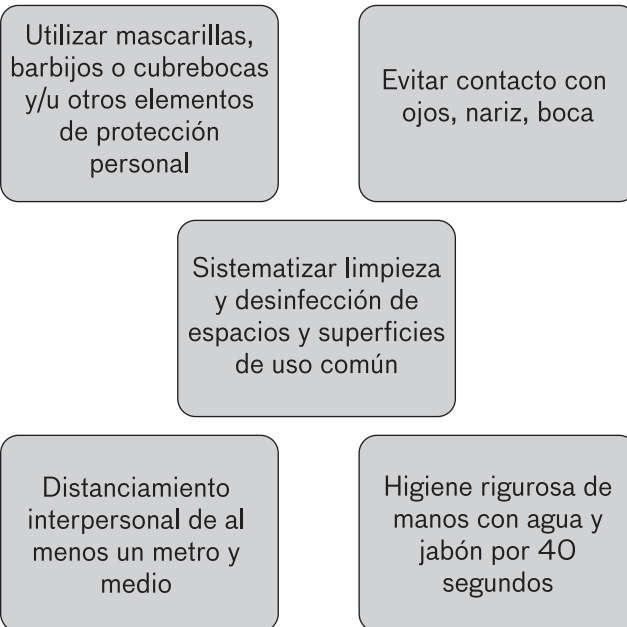 Utilizar mascarillas,
barbijos o cubrebocas
y/u otros elementos
de protección
personal
Evitar contacto con
ojos, nariz, boca
Sistematizar limpieza
y desinfección de
espacios y superficies
de uso común
Distanciamiento
interpersonal de al
menos un metro y
medio
Higiene rigurosa de
manos con agua y
jabón por 40
segundos